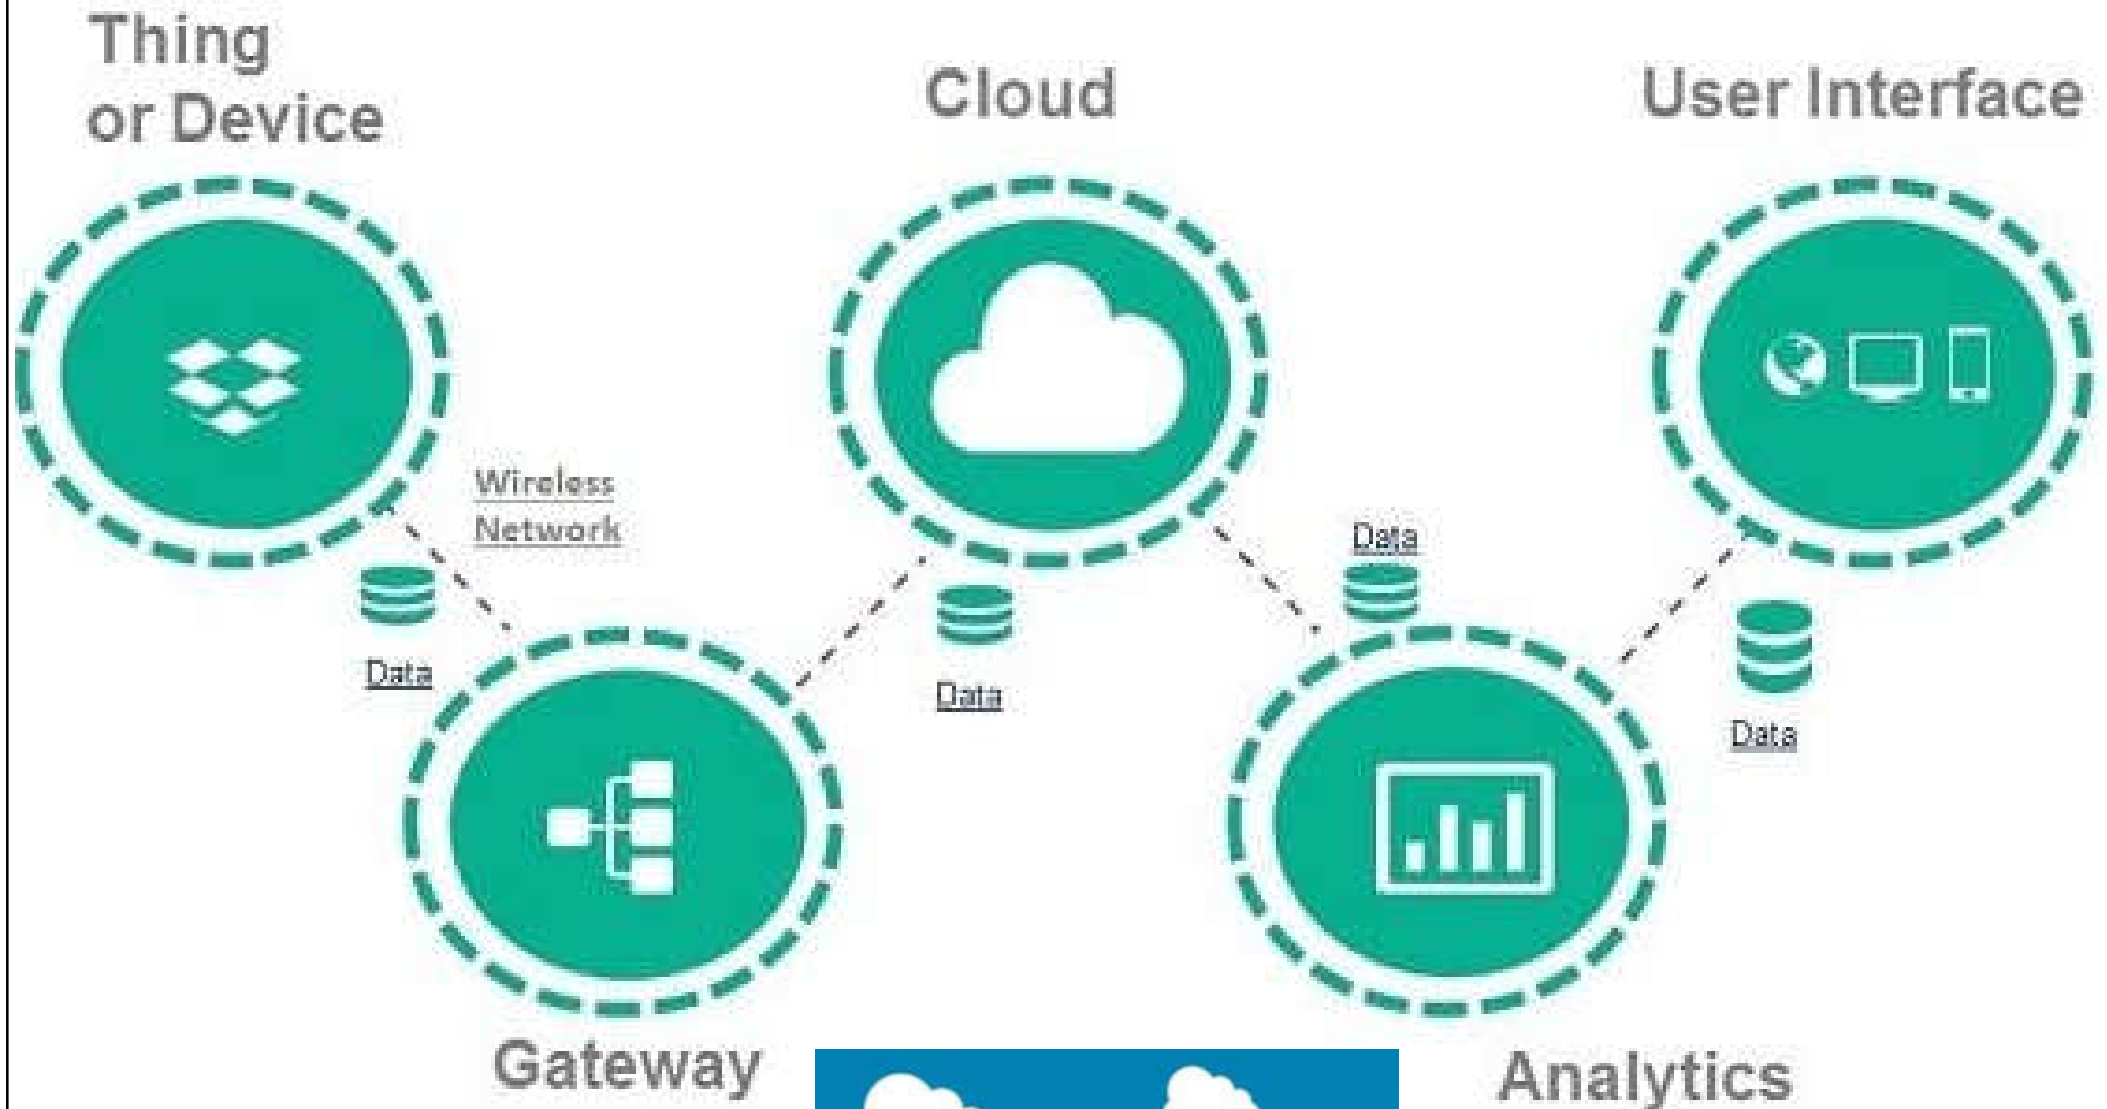 Thing
or Device
Cloud
User Interface
Wireless
Network
Data
Data
Data
Data
Gateway
Analytics